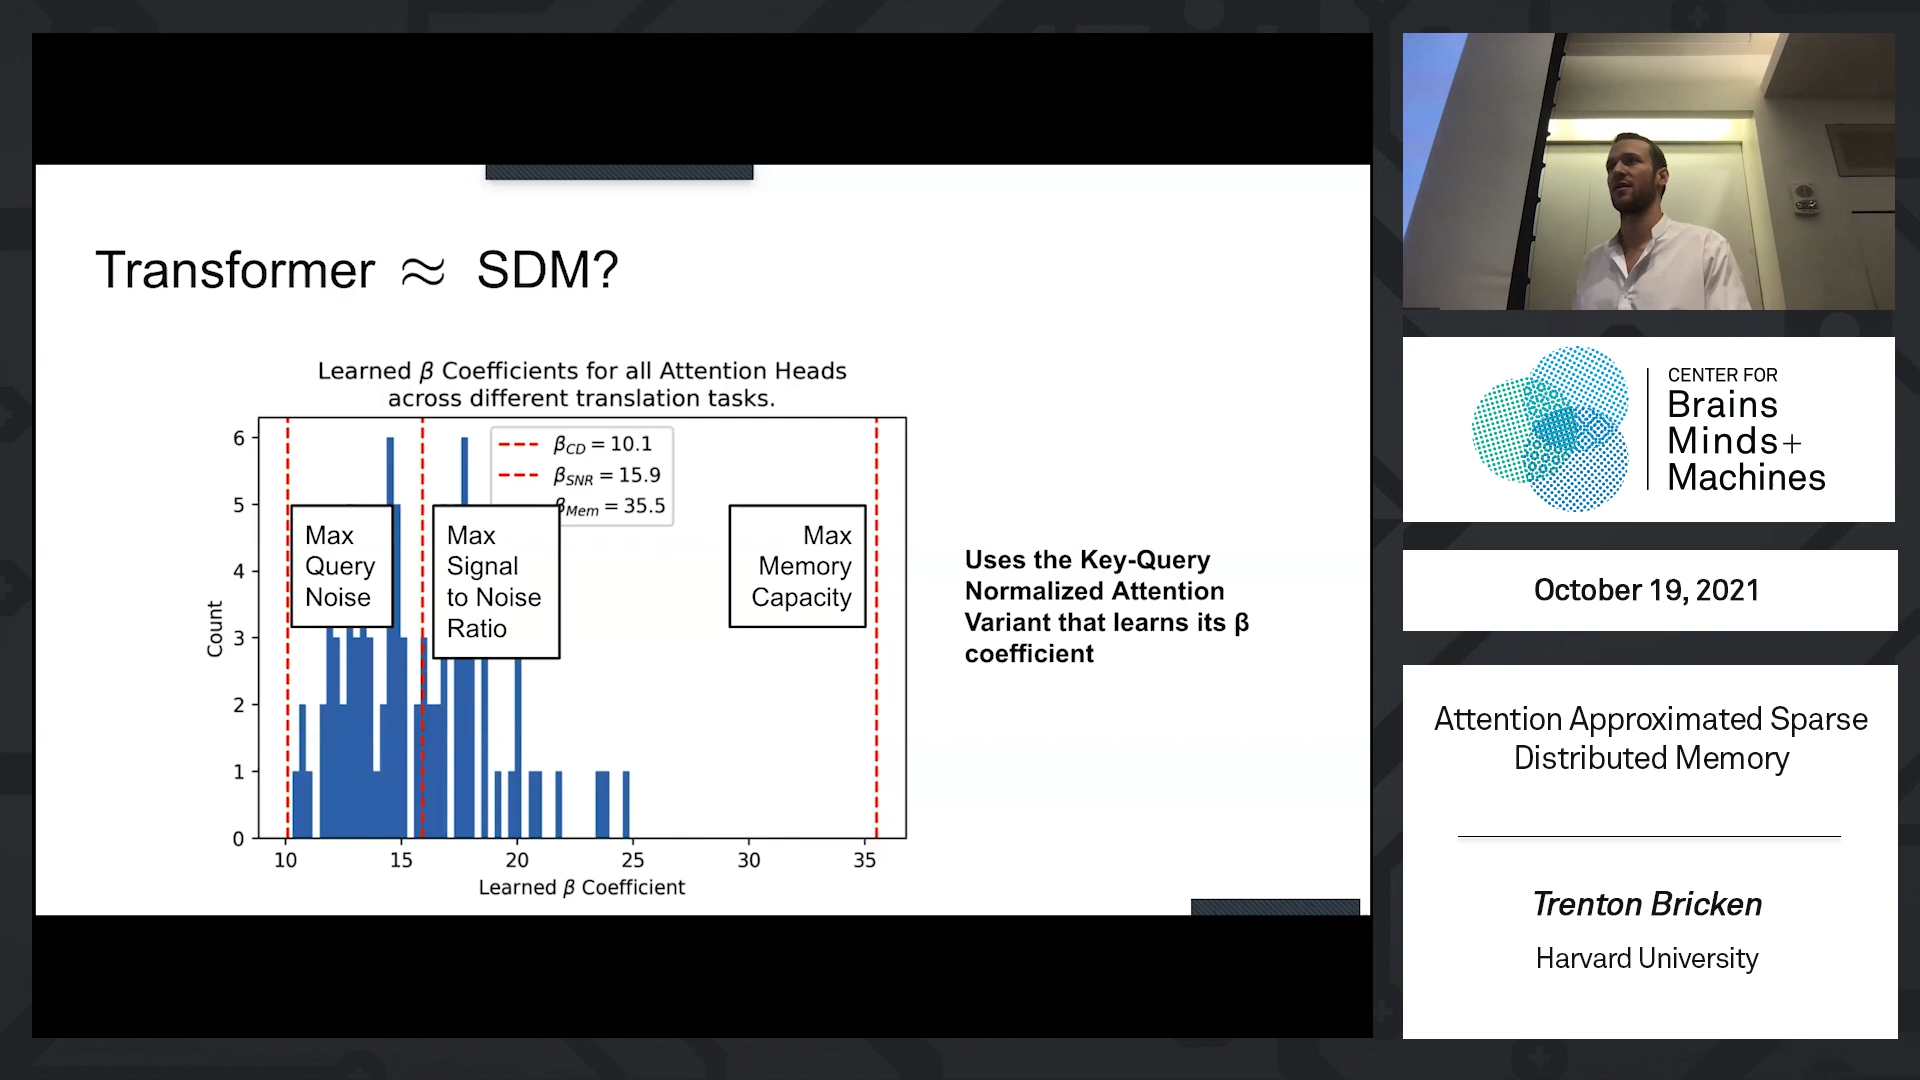 Transformer ≈ SDM?
Learned β Coefficients for all Attention Heads
across different translation tasks.
β_CD = 10.1
β_SNR = 15.9
β_Mem = 35.5
Max
Query
Noise
Max
Signal
to Noise
Ratio
Max
Memory
Capacity
6
5
4
3
2
1
0
Count
10 15 20 25 30 35
Learned β Coefficient
Uses the Key-Query
Normalized Attention
Variant that learns its β
coefficient
CENTER FOR
Brains
Minds+
Machines
October 19, 2021
Attention Approximated Sparse
Distributed Memory
Trenton Bricken
Harvard University